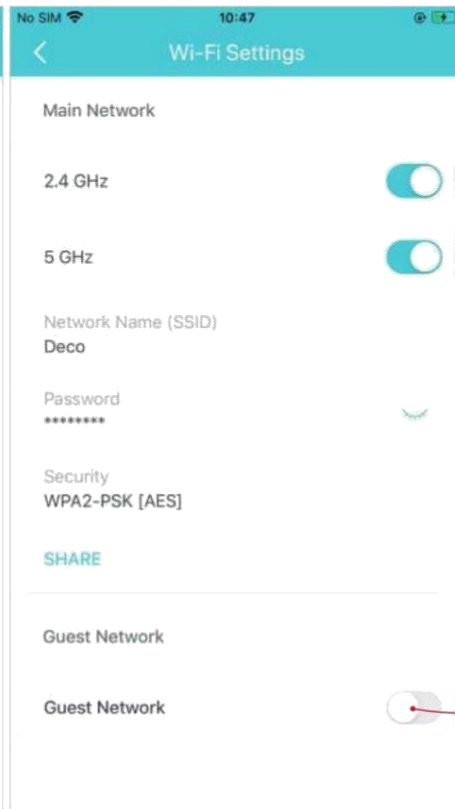 No SIM 10:47
Wi-Fi Settings
Main Network
2.4 GHz
5 GHz
Network Name (SSID)
Deco
Password
********
Security
WPA2-PSK [AES]
SHARE
Guest Network
Guest Network